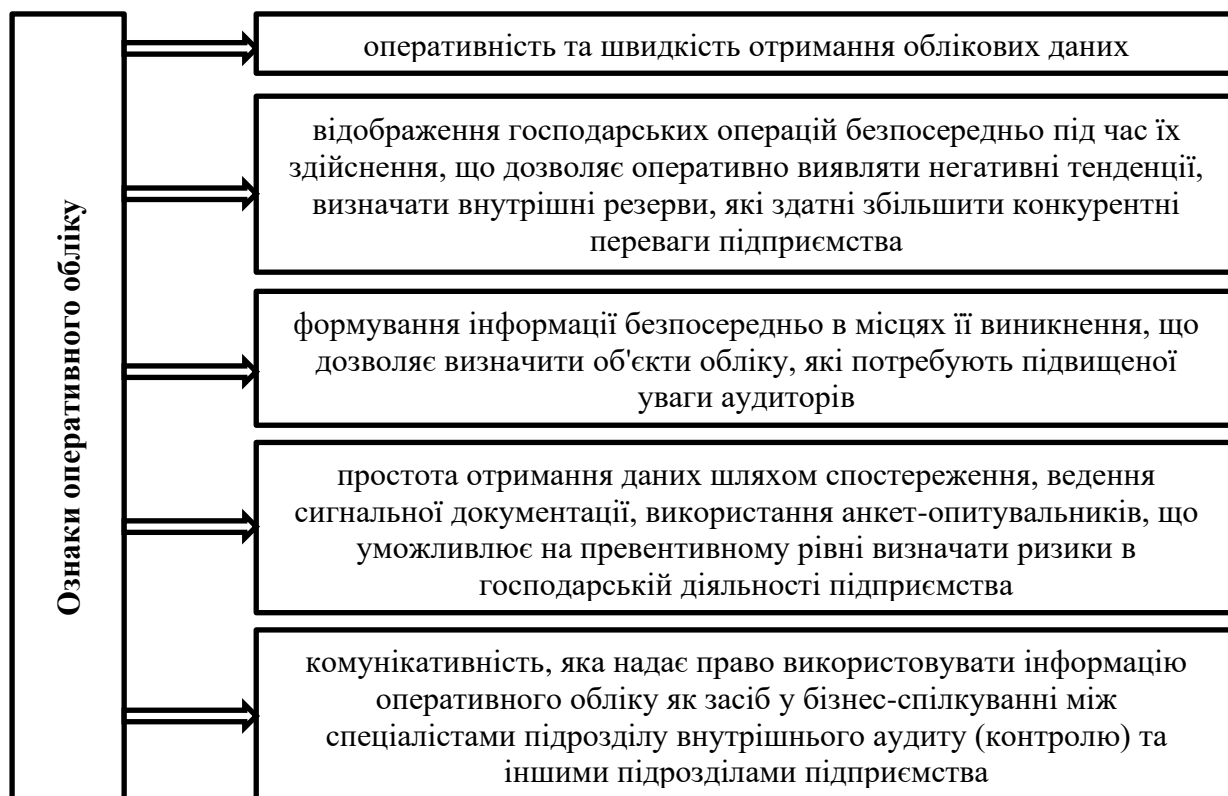 Ознаки оперативного обліку
оперативність та швидкість отримання облікових даних
відображення господарських операцій безпосередньо під час їх
здійснення, що дозволяє оперативно виявляти негативні тенденції,
визначати внутрішні резерви, які здатні збільшити конкурентні
переваги підприємства
формування інформації безпосередньо в місцях її виникнення, що
дозволяє визначити об'єкти обліку, які потребують підвищеної
уваги аудиторів
простота отримання даних шляхом спостереження, ведення
сигнальної документації, використання анкет-опитувальників, що
уможливлює на превентивному рівні визначати ризики в
господарській діяльності підприємства
комунікативність, яка надає право використовувати інформацію
оперативного обліку як засіб у бізнес-спілкуванні між
спеціалістами підрозділу внутрішнього аудиту (контролю) та
іншими підрозділами підприємства